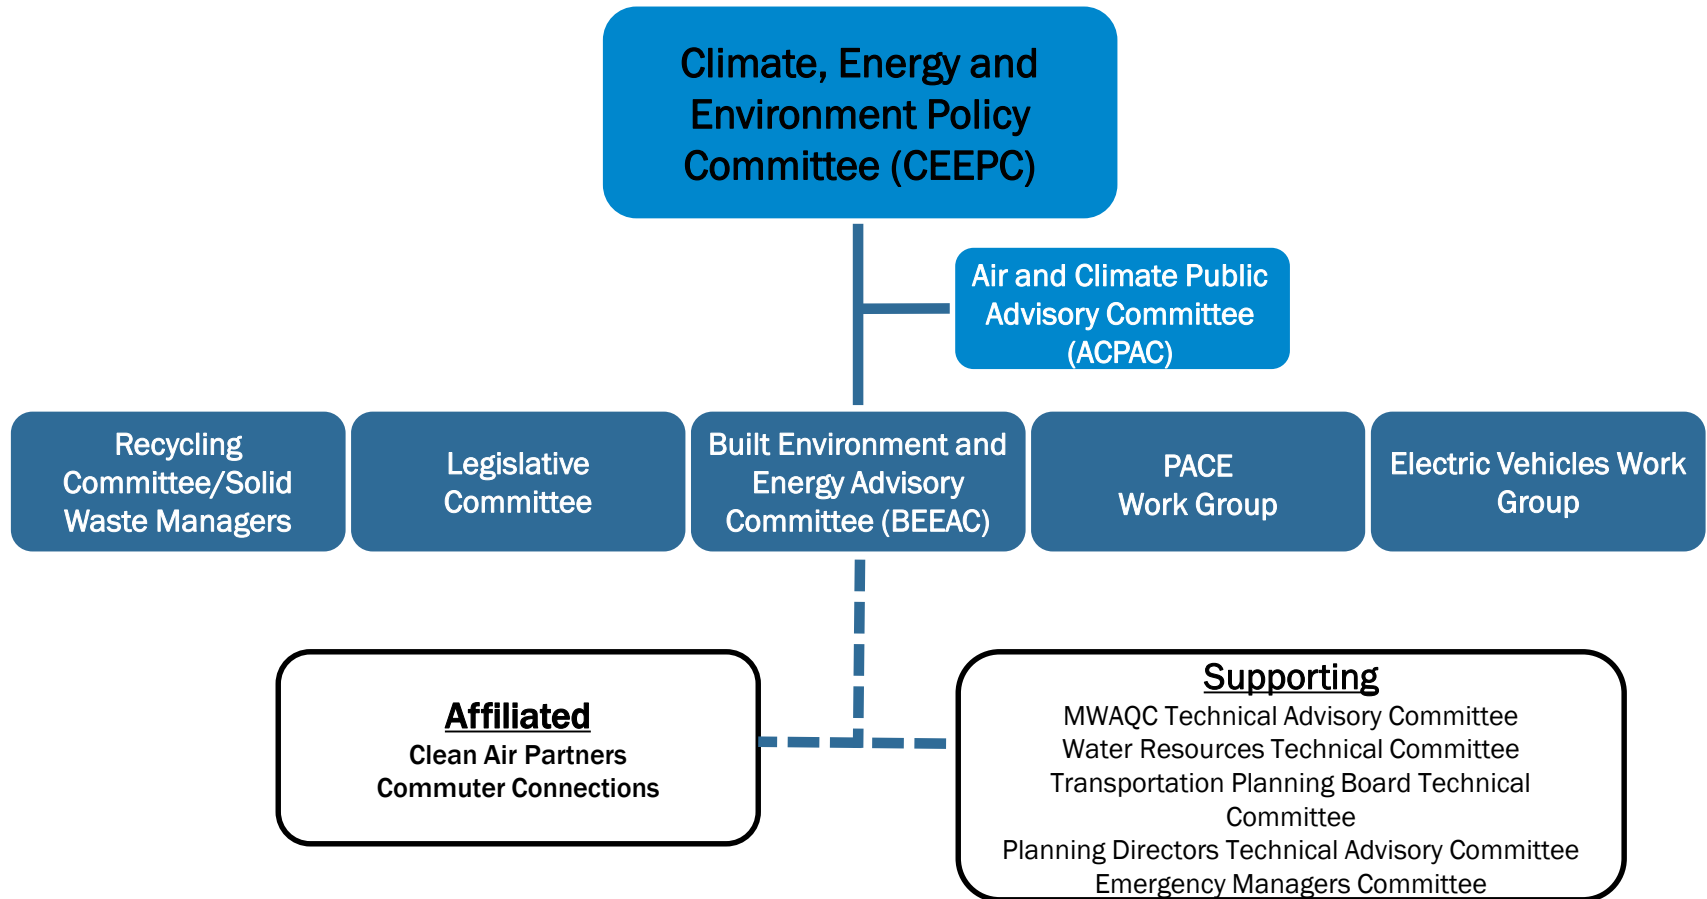 Climate, Energy and
Environment Policy
Committee (CEEPC)
Air and Climate Public
Advisory Committee
(ACPAC)
Recycling
Committee/Solid
Waste Managers
Legislative
Committee
Built Environment and
Energy Advisory
Committee (BEEAC)
PACE
Work Group
Electric Vehicles Work
Group
Affiliated
Clean Air Partners
Commuter Connections
Supporting
MWAQC Technical Advisory Committee
Water Resources Technical Committee
Transportation Planning Board Technical
Committee
Planning Directors Technical Advisory Committee
Emergency Managers Committee